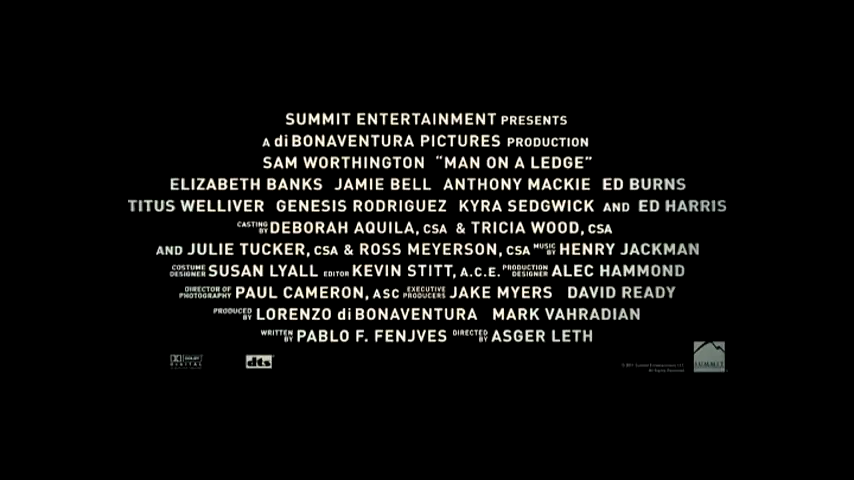 SUMMIT ENTERTAINMENT PRESENTS
A di BONAVENTURA PICTURES PRODUCTION
SAM WORTHINGTON "MAN ON A LEDGE"
ELIZABETH BANKS JAMIE BELL ANTHONY MACKIE ED BURNS
TITUS WELLIVER GENESIS RODRIGUEZ KYRA SEDGWICK AND ED HARRIS
CASTING BY DEBORAH AQUILA, CSA & TRICIA WOOD, CSA
AND JULIE TUCKER, CSA & ROSS MEYERSON, CSA MUSIC BY HENRY JACKMAN
COSTUME DESIGNER SUSAN LYALL EDITOR KEVIN STITT, A.C.E. PRODUCTION DESIGNER ALEC HAMMOND
DIRECTOR OF PHOTOGRAPHY PAUL CAMERON, ASC EXECUTIVE PRODUCERS JAKE MYERS DAVID READY
PRODUCED BY LORENZO di BONAVENTURA MARK VAHRADIAN
WRITTEN BY PABLO F. FENJVES DIRECTED BY ASGER LETH
DOLBY DIGITAL dts SUMMIT